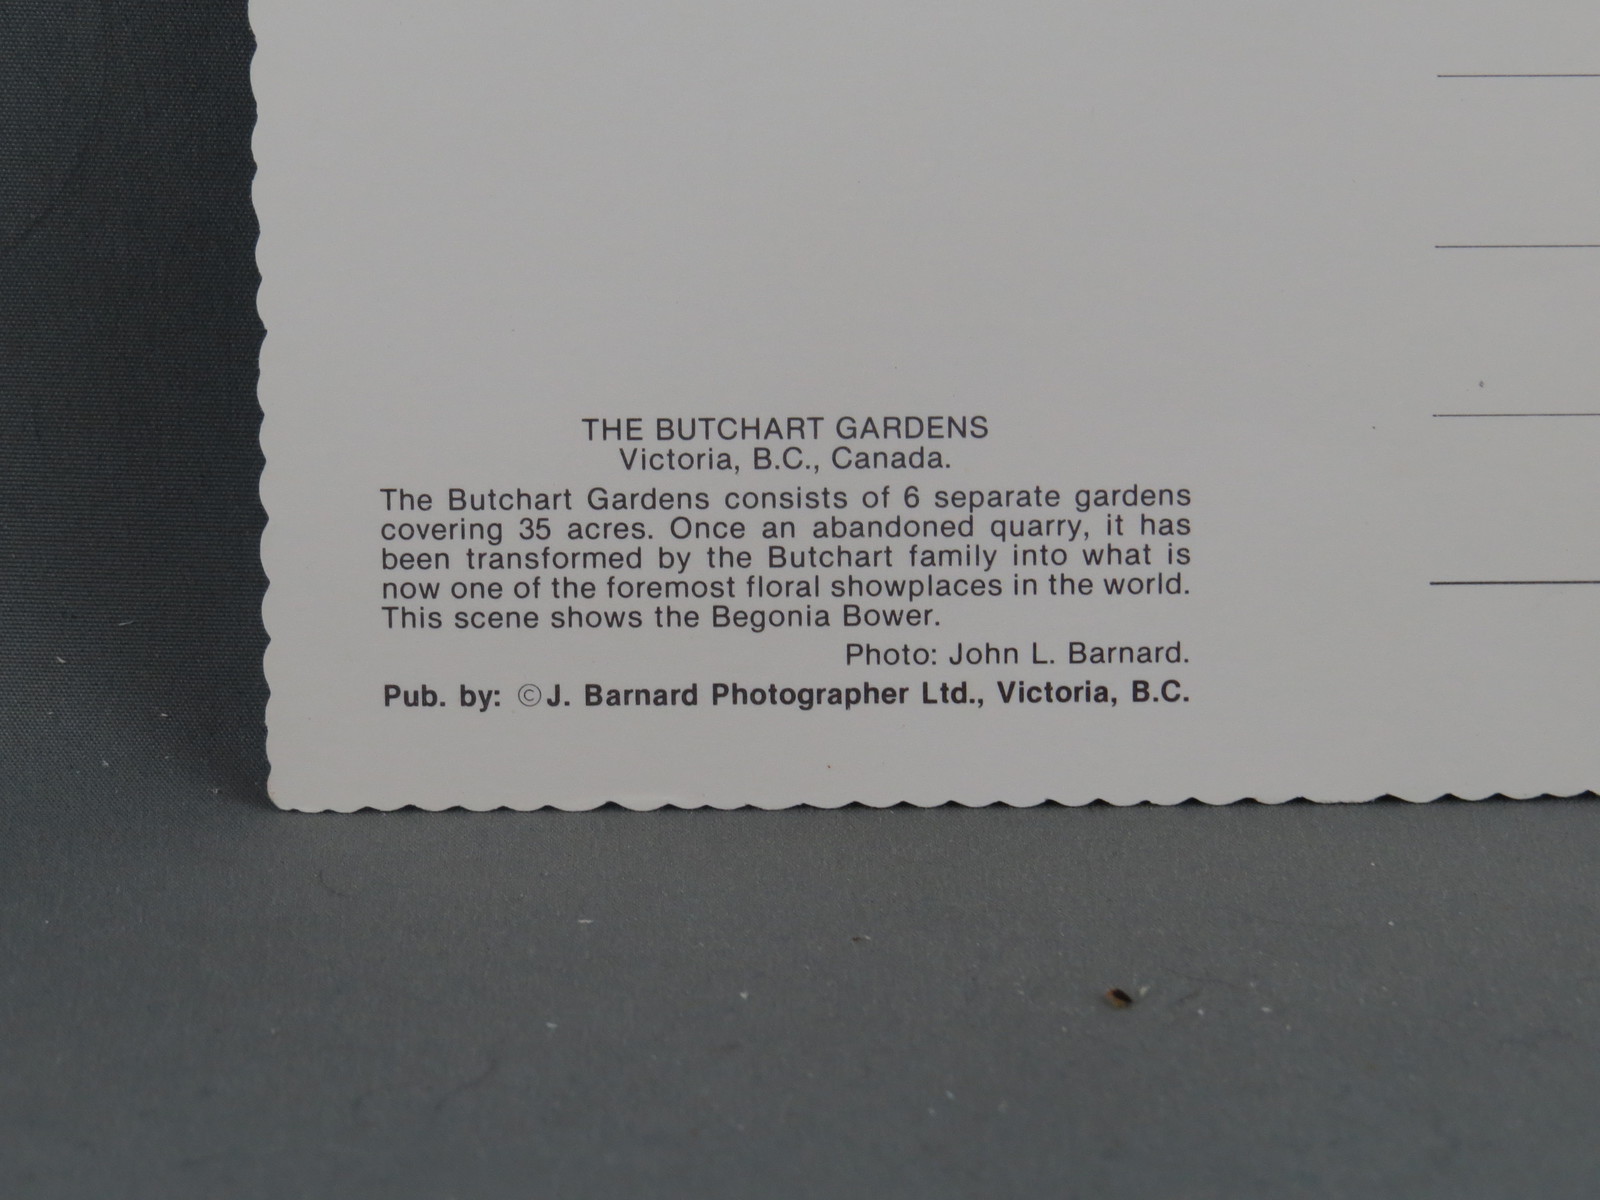 THE BUTCHART GARDENS
Victoria, B.C., Canada.
The Butchart Gardens consists of 6 separate gardens
covering 35 acres. Once an abandoned quarry, it has
been transformed by the Butchart family into what is
now one of the foremost floral showplaces in the world.
This scene shows the Begonia Bower.
Photo: John L. Barnard.
Pub. by: ©J. Barnard Photographer Ltd., Victoria, B.C.